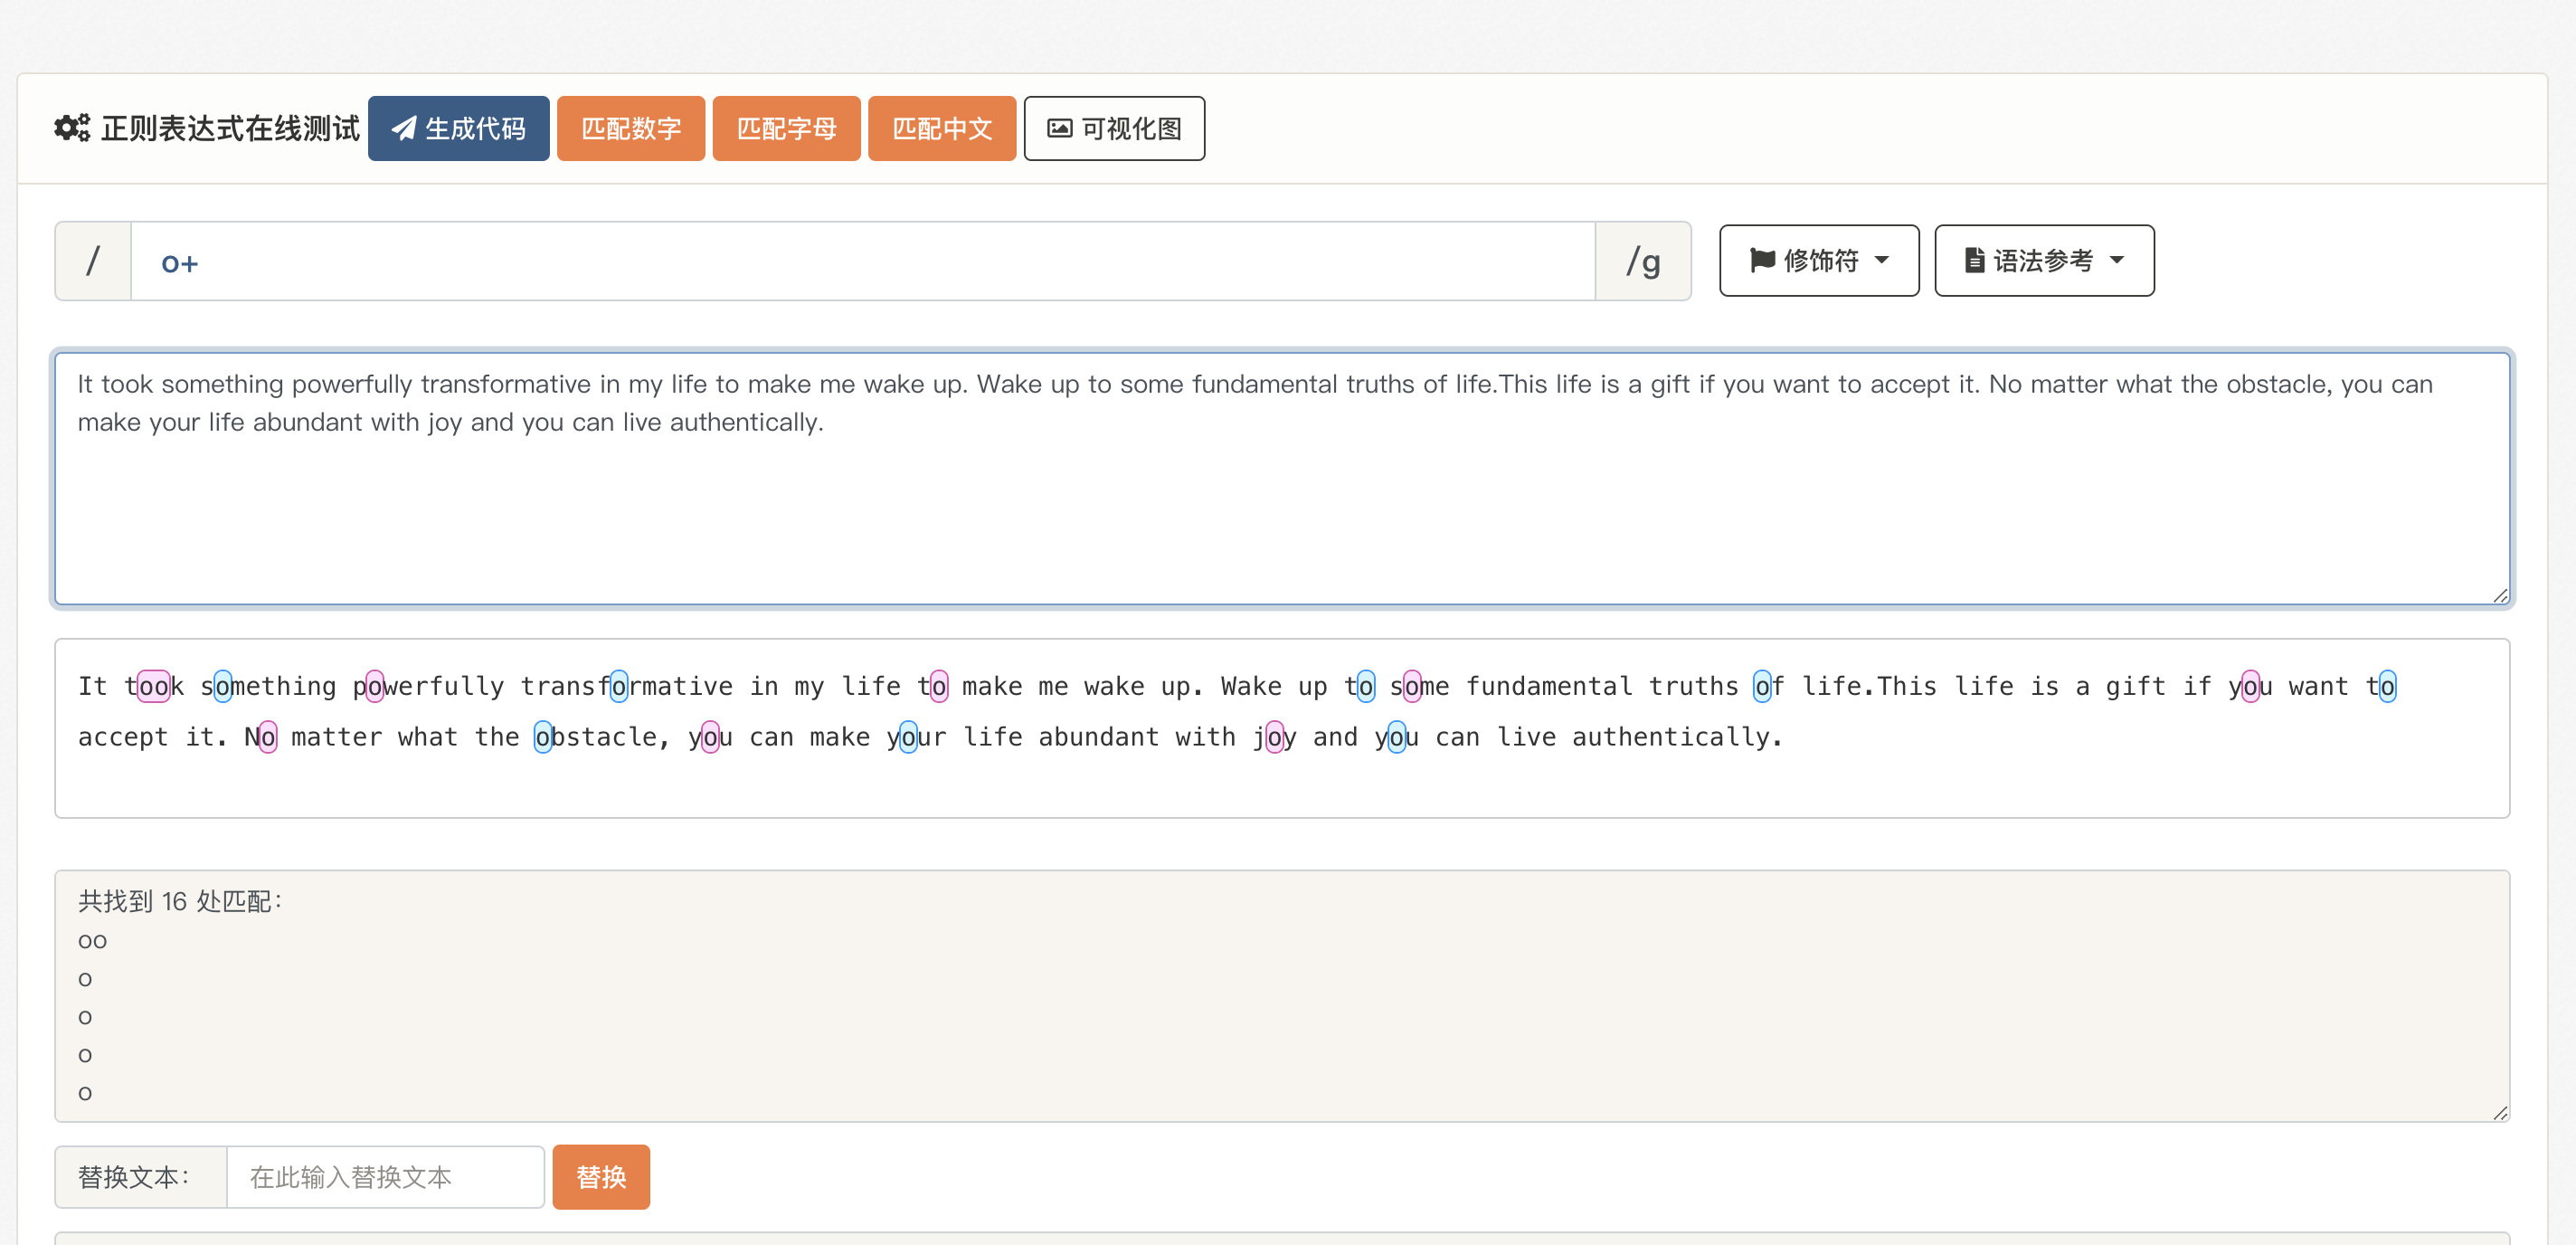 正则表达式在线测试 生成代码 匹配数字 匹配字母 匹配中文 可视化图
/ o+ /g 修饰符 语法参考
It took something powerfully transformative in my life to make me wake up. Wake up to some fundamental truths of life.This life is a gift if you want to accept it. No matter what the obstacle, you can
make your life abundant with joy and you can live authentically.
It took something powerfully transformative in my life to make me wake up. Wake up to some fundamental truths of life.This life is a gift if you want to
accept it. No matter what the obstacle, you can make your life abundant with joy and you can live authentically.
共找到 16 处匹配：
oo
o
o
o
o
替换文本： 在此输入替换文本 替换